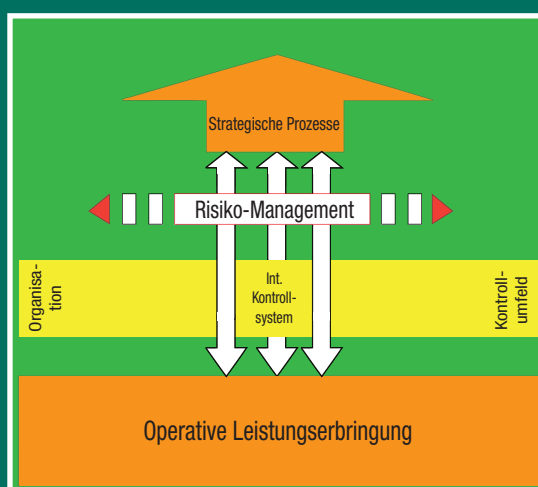 Strategische Prozesse
Risiko-Management
Organisa-
tion
Int.
Kontroll-
system
Kontroll-
umfeld
Operative Leistungserbringung